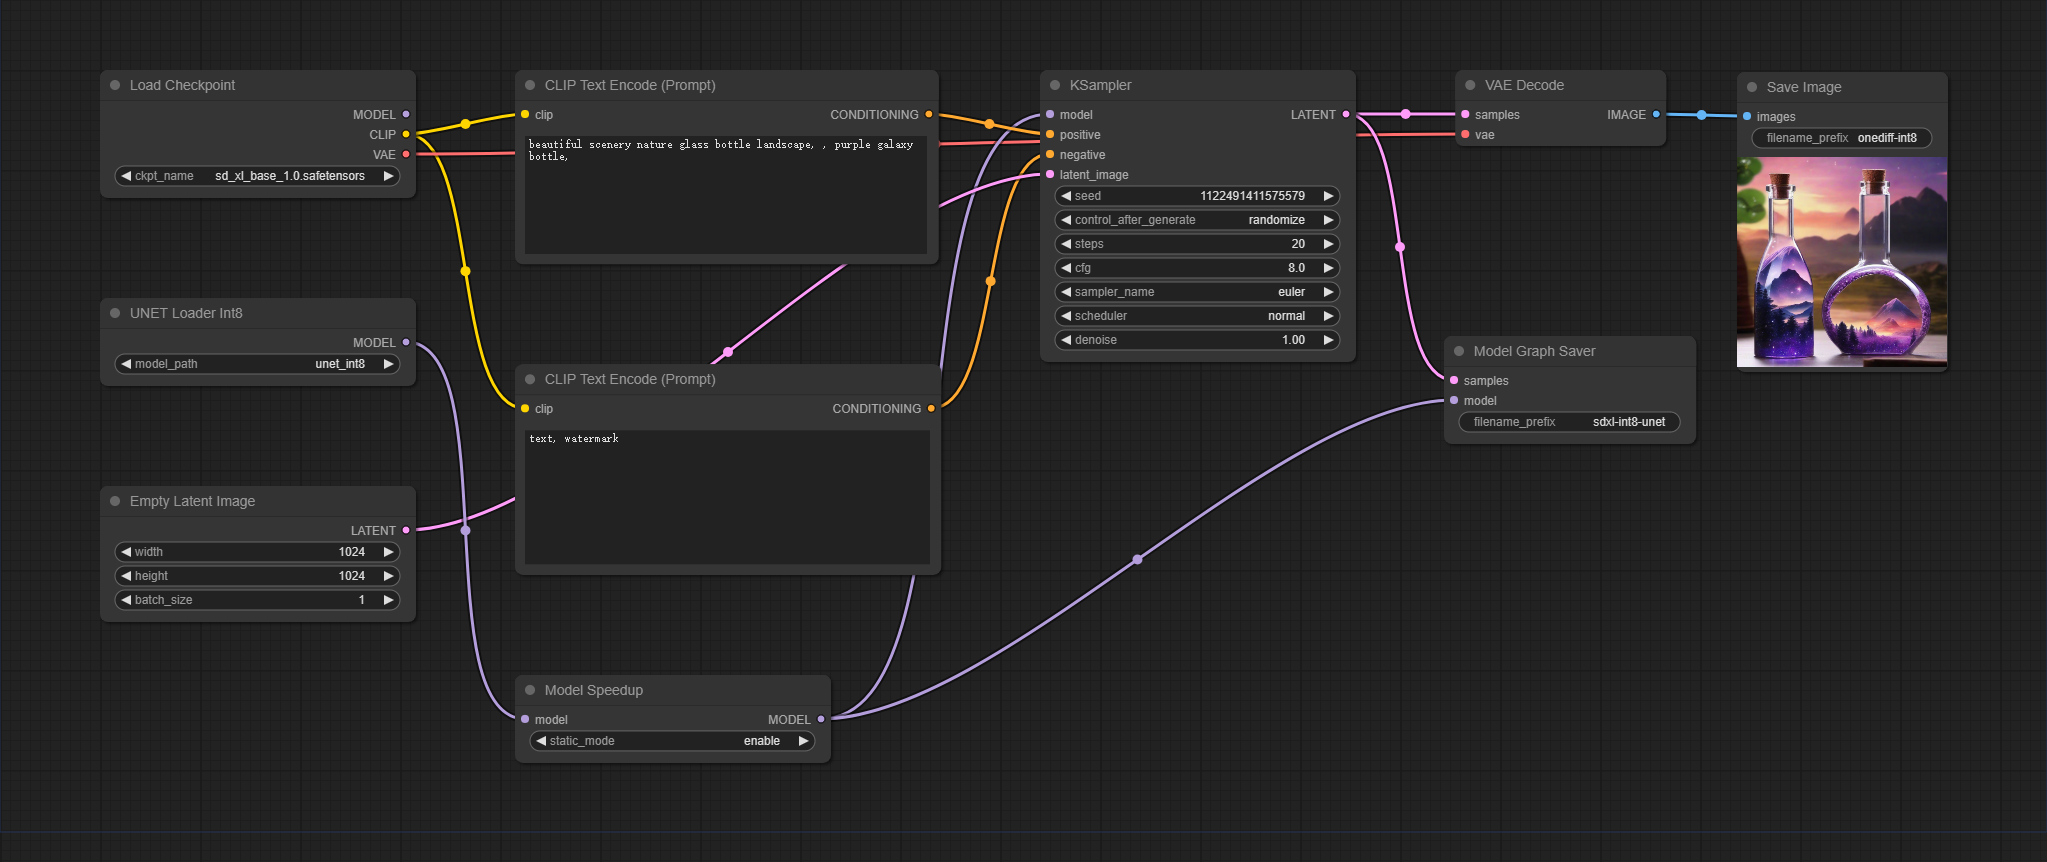 Load Checkpoint
MODEL
CLIP
VAE
ckpt_name sd_xl_base_1.0.safetensors
UNET Loader Int8
MODEL
model_path unet_int8
Empty Latent Image
LATENT
width 1024
height 1024
batch_size 1
CLIP Text Encode (Prompt)
clip CONDITIONING
beautiful scenery nature glass bottle landscape, , purple galaxy
bottle,
CLIP Text Encode (Prompt)
clip CONDITIONING
text, watermark
Model Speedup
model MODEL
static_mode enable
KSampler
model LATENT
positive
negative
latent_image
seed 1122491411575579
control_after_generate randomize
steps 20
cfg 8.0
sampler_name euler
scheduler normal
denoise 1.00
VAE Decode
samples IMAGE
vae
Model Graph Saver
samples
model
filename_prefix sdxl-int8-unet
Save Image
images
filename_prefix onediff-int8